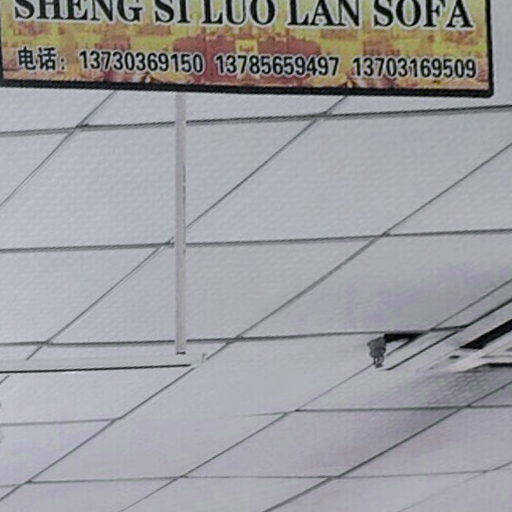 SHENG SI LUO LAN SOFA
电话: 13730369150 13785659497 13703169509